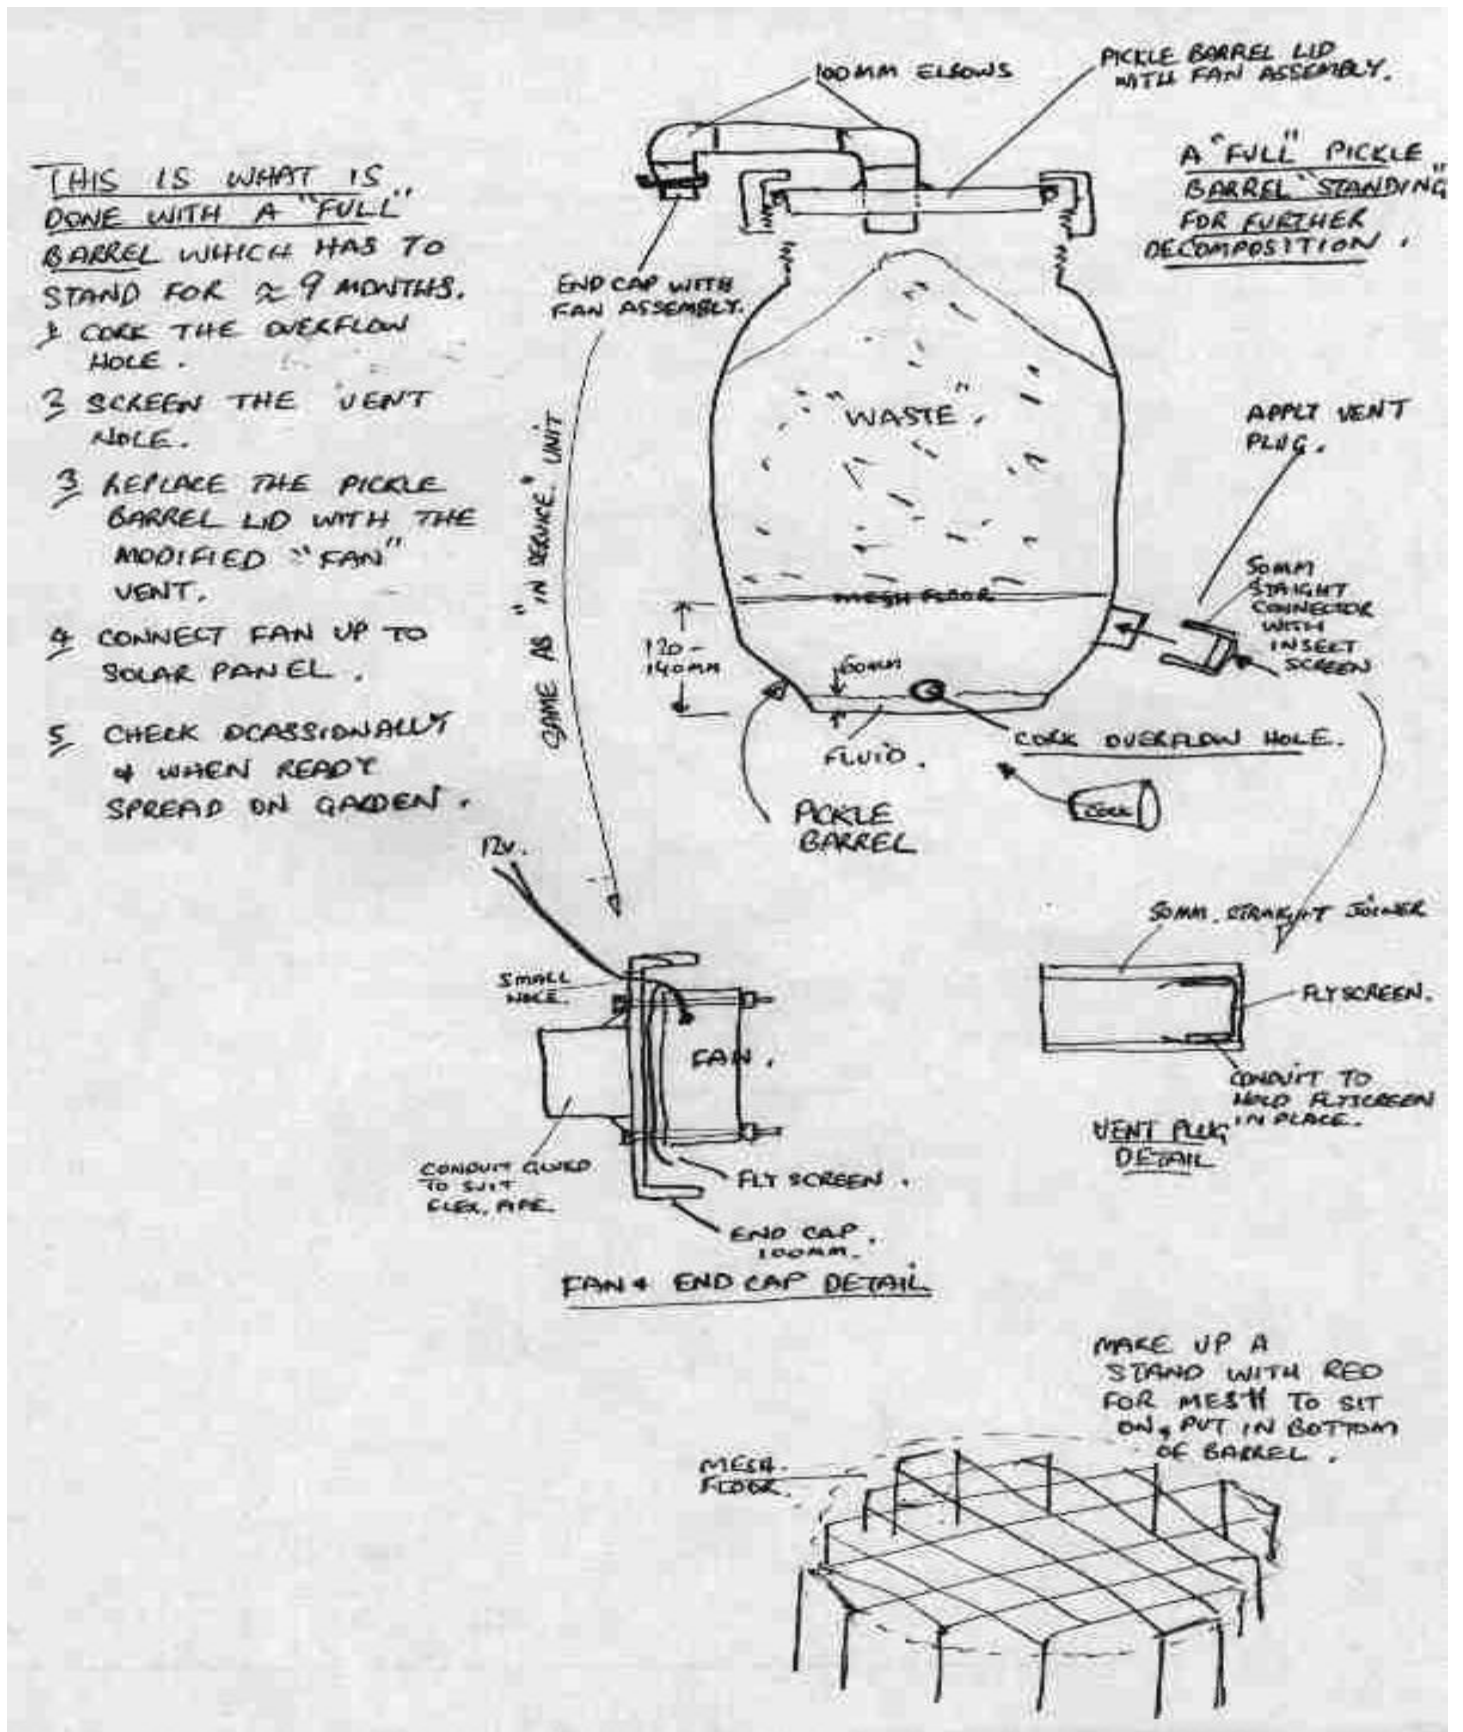 THIS IS WHAT IS
DONE WITH A "FULL"
BARREL WHICH HAS TO
STAND FOR ≈ 9 MONTHS.
1 CORK THE OVERFLOW
HOLE.
2 SCREEN THE VENT
HOLE.
3 REPLACE THE PICKLE
BARREL LID WITH THE
MODIFIED "FAN"
VENT.
4 CONNECT FAN UP TO
SOLAR PANEL.
5 CHECK OCASSIONALLY
& WHEN READY
SPREAD ON GARDEN.
100MM ELBOWS
PICKLE BARREL LID
WITH FAN ASSEMBLY.
A "FULL" PICKLE
BARREL "STANDING"
FOR FURTHER
DECOMPOSITION.
END CAP WITH
FAN ASSEMBLY.
SAME AS "IN SERVICE" UNIT
"WASTE".
MESH FLOOR
120-
140MM
60MM
FLUID.
PICKLE
BARREL
APPLY VENT
PLUG.
50MM
STAIGHT
CONNECTOR
WITH
INSECT
SCREEN
CORK OVERFLOW HOLE.
CORK
12V.
SMALL
HOLE.
FAN.
CONDUIT GLUED
TO SUIT
FLEX. PIPE.
FLY SCREEN.
END CAP.
100MM.
FAN & END CAP DETAIL
50MM. STRAIGHT JOINER
FLYSCREEN.
CONDUIT TO
HOLD FLYSCREEN
IN PLACE.
VENT PLUG
DETAIL
MAKE UP A
STAND WITH REO
FOR MESH TO SIT
ON, PUT IN BOTTOM
OF BARREL.
MESH.
FLOOR.